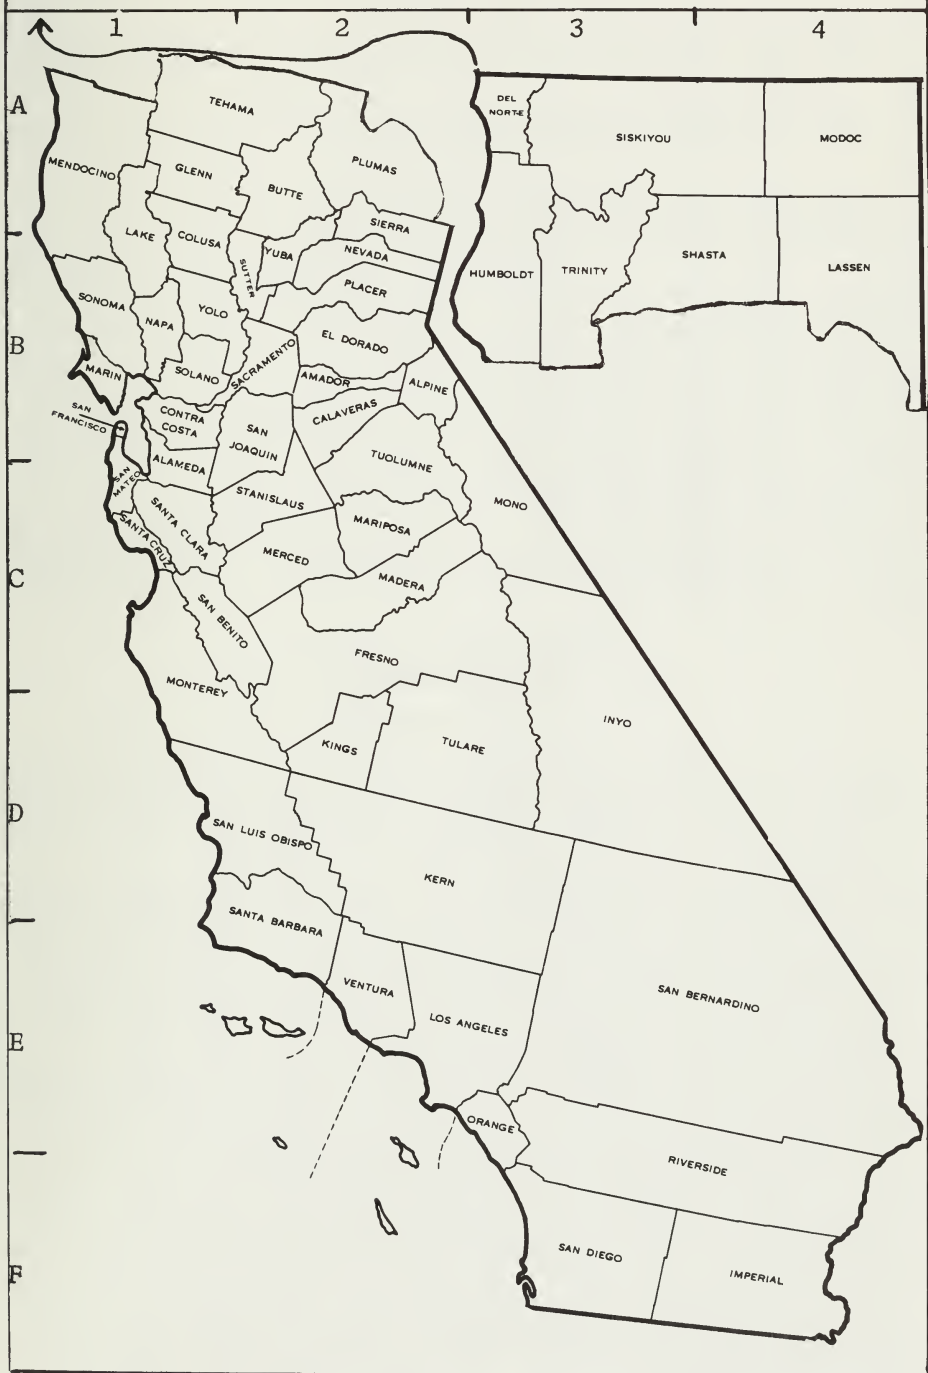 1 2 3 4
A
B
C
D
E
F
DEL
NORTE
SISKIYOU
MODOC
TEHAMA
MENDOCINO
GLENN
BUTTE
PLUMAS
SIERRA
LAKE
COLUSA
SUTTER
YUBA
NEVADA
PLACER
HUMBOLDT
TRINITY
SHASTA
LASSEN
SONOMA
NAPA
YOLO
EL DORADO
SACRAMENTO
MARIN
SOLANO
AMADOR
ALPINE
SAN
FRANCISCO
CONTRA
COSTA
SAN
JOAQUIN
CALAVERAS
ALAMEDA
TUOLUMNE
SAN
MATEO
SANTA CLARA
STANISLAUS
MONO
SANTA CRUZ
MARIPOSA
MERCED
MADERA
SAN BENITO
FRESNO
MONTEREY
INYO
KINGS
TULARE
SAN LUIS OBISPO
KERN
SANTA BARBARA
VENTURA
SAN BERNARDINO
LOS ANGELES
ORANGE
RIVERSIDE
SAN DIEGO
IMPERIAL